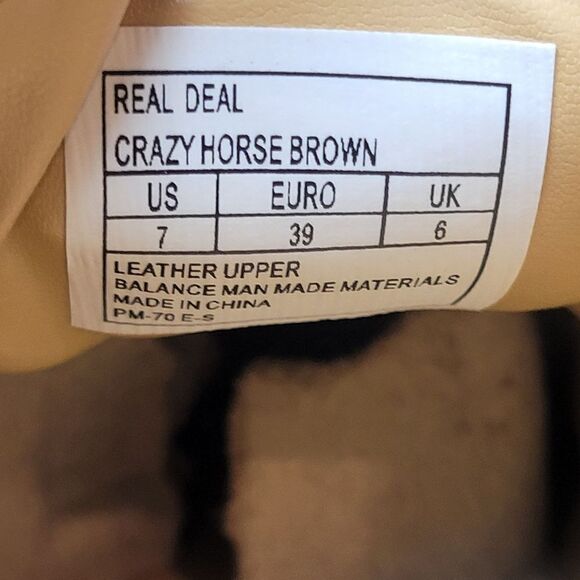 REAL DEAL
CRAZY HORSE BROWN
US EURO UK
7 39 6
LEATHER UPPER
BALANCE MAN MADE MATERIALS
MADE IN CHINA
PM-70 E-S